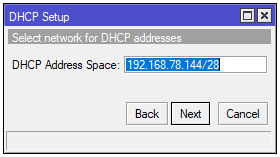 DHCP Setup
Select network for DHCP addresses
DHCP Address Space: 192.168.78.144/28
Back Next Cancel